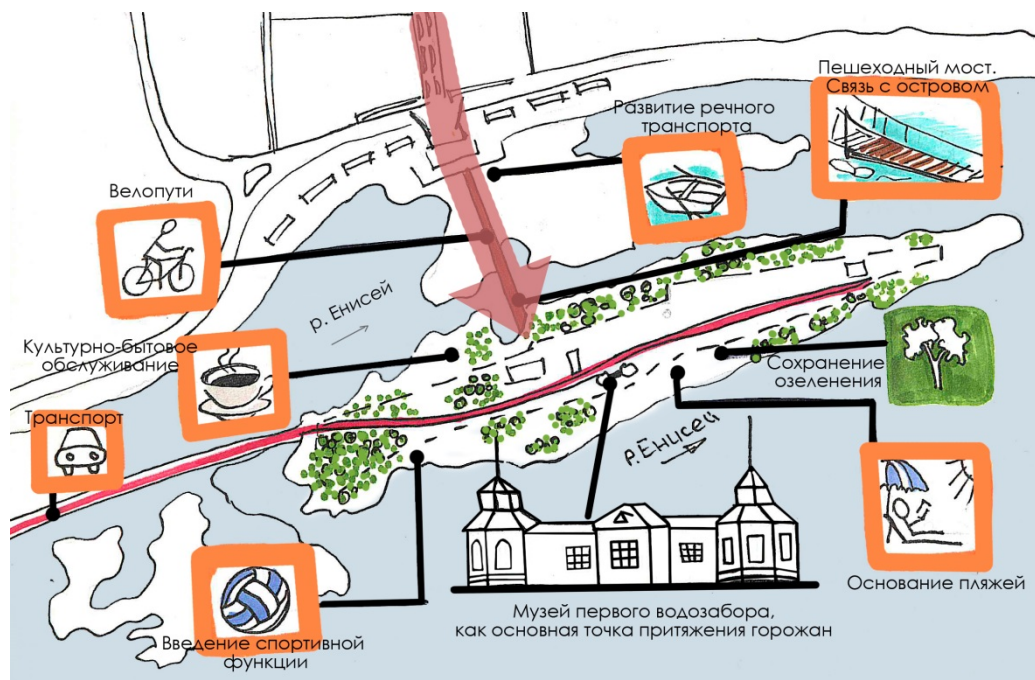 Пешеходный мост.
Связь с островом
Развитие речного
транспорта
Велопути
р. Енисей
Культурно-бытовое
обслуживание
Сохранение
озеленения
Транспорт
р. Енисей
Основание пляжей
Музей первого водозабора,
как основная точка притяжения горожан
Введение спортивной
функции